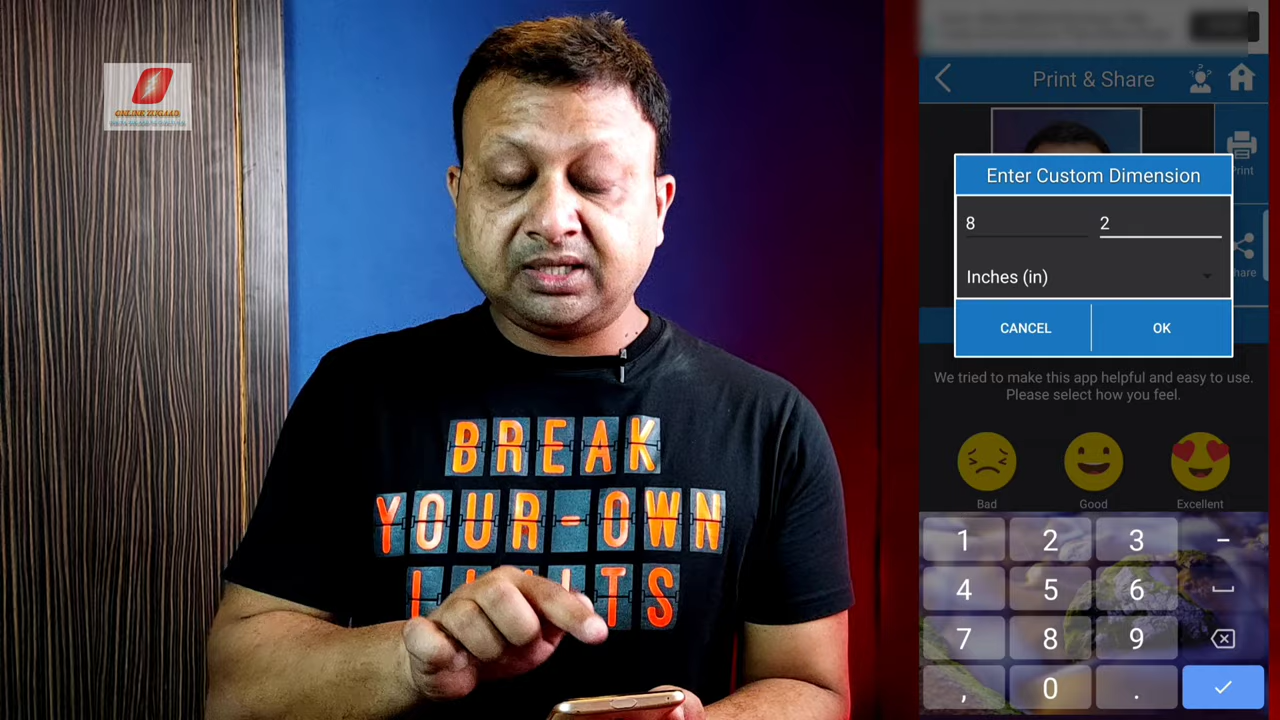 ONLINE ZUGAAD
BREAK
YOUR-OWN
LIMITS
Print & Share
Print
Enter Custom Dimension
8 2
Inches (in)
CANCEL OK
We tried to make this app helpful and easy to use.
Please select how you feel.
Bad Good Excellent
1 2 3 -
4 5 6
7 8 9
, 0 .